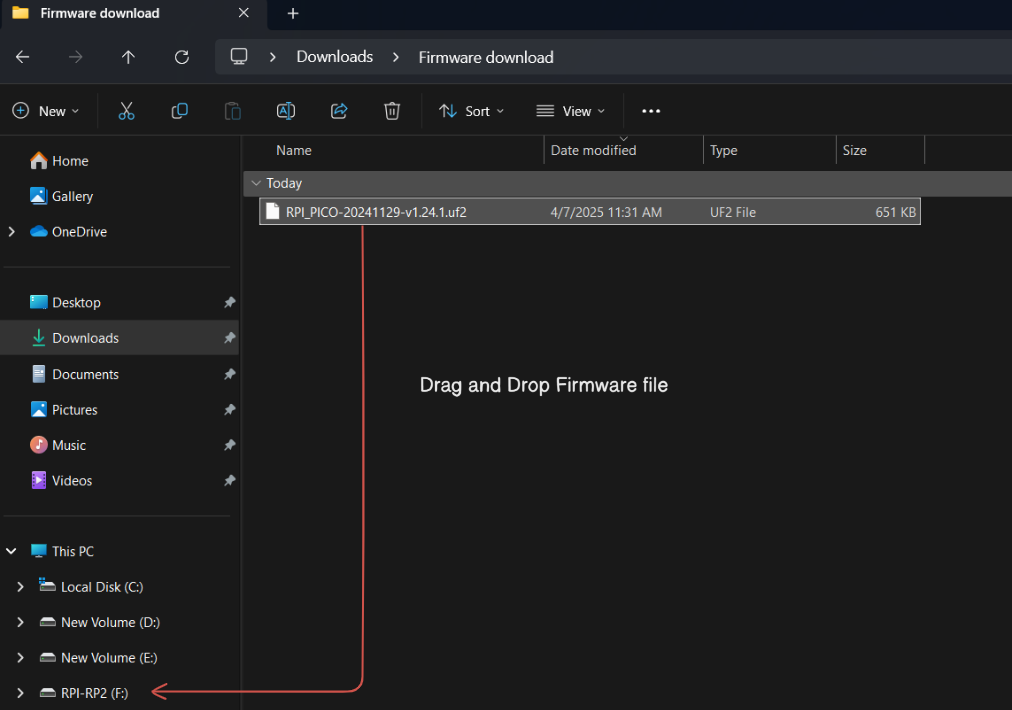 Firmware download
Downloads > Firmware download
New
Sort
View
Name Date modified Type Size
Home
Gallery
OneDrive
Desktop
Downloads
Documents
Pictures
Music
Videos
This PC
Local Disk (C:)
New Volume (D:)
New Volume (E:)
RPI-RP2 (F:)
Today
RPI_PICO-20241129-v1.24.1.uf2 4/7/2025 11:31 AM UF2 File 651 KB
Drag and Drop Firmware file